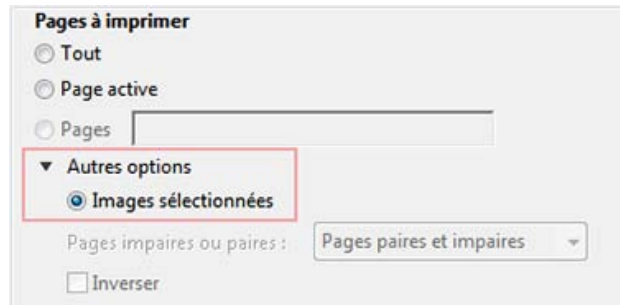 Pages à imprimer
Tout
Page active
Pages
Autres options
Images sélectionnées
Pages impaires ou paires : Pages paires et impaires
Inverser